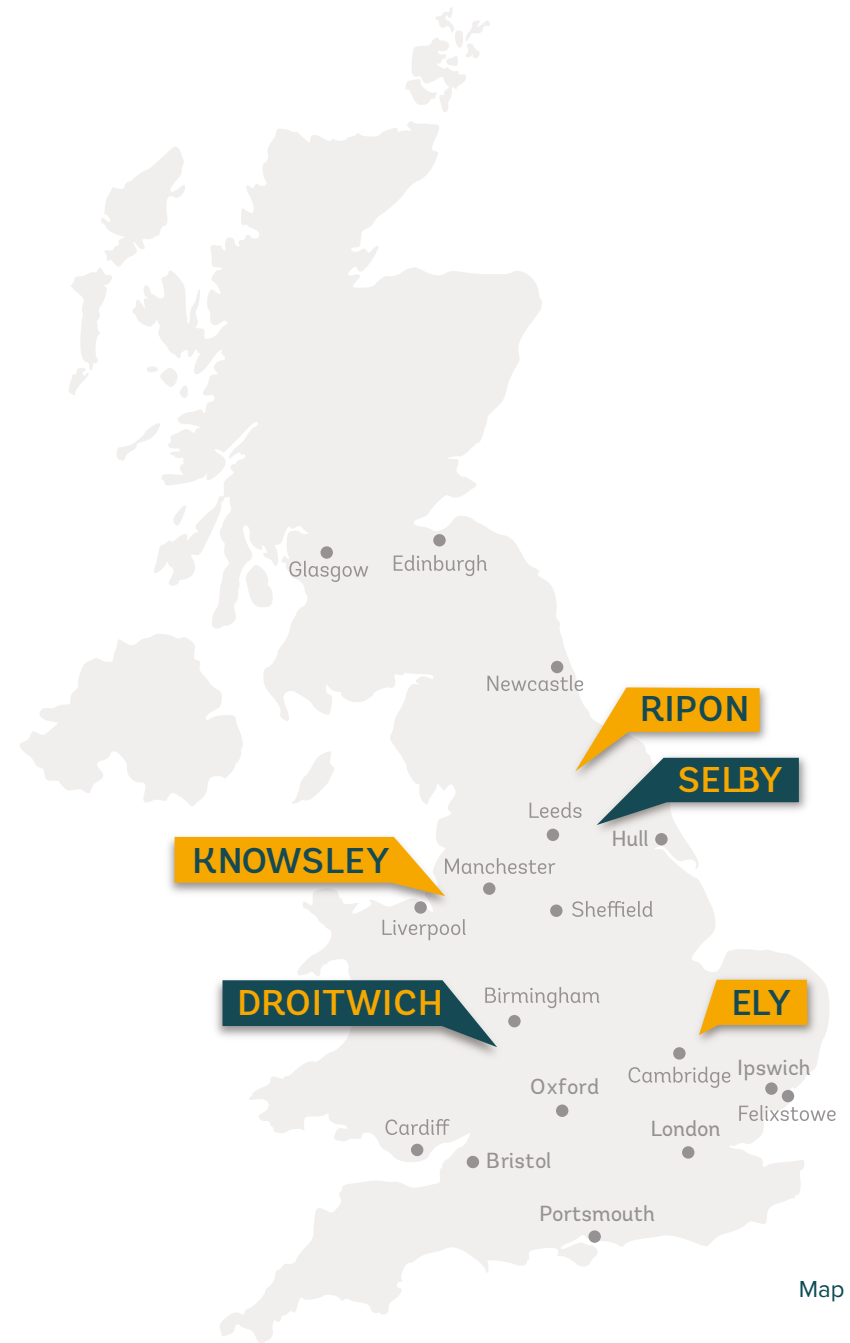 Glasgow
Edinburgh
Newcastle
RIPON
SELBY
Leeds
Hull
KNOWSLEY
Manchester
Liverpool
Sheffield
DROITWICH
Birmingham
ELY
Cambridge
Ipswich
Oxford
Felixstowe
Cardiff
London
Bristol
Portsmouth
Map